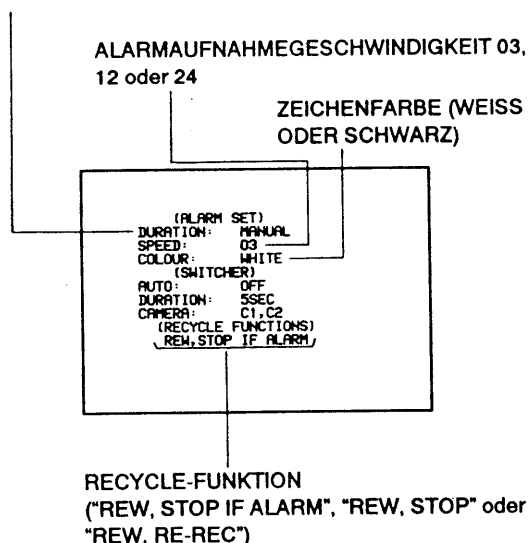 ALARMAUFNAHMEGESCHWINDIGKEIT 03,
12 oder 24
ZEICHENFARBE (WEISS
ODER SCHWARZ)
(ALARM SET)
DURATION: MANUAL
SPEED: 03
COLOUR: WHITE
(SWITCHER)
AUTO: OFF
DURATION: 5SEC
CAMERA: C1,C2
(RECYCLE FUNCTIONS)
REW,STOP IF ALARM
RECYCLE-FUNKTION
("REW, STOP IF ALARM", "REW, STOP" oder
"REW, RE-REC")